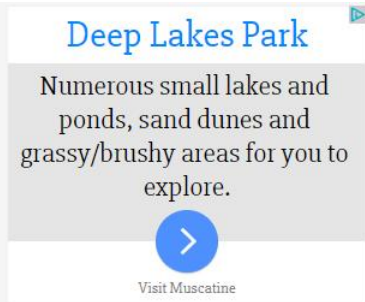 Deep Lakes Park
Numerous small lakes and
ponds, sand dunes and
grassy/brushy areas for you to
explore.
Visit Muscatine